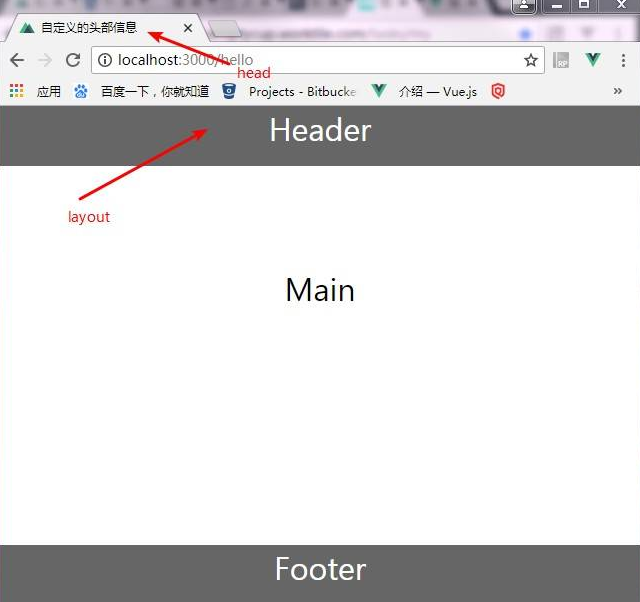 自定义的头部信息
localhost:3000/hello
head
应用 百度一下，你就知道 Projects - Bitbucke 介绍 — Vue.js
Header
layout
Main
Footer